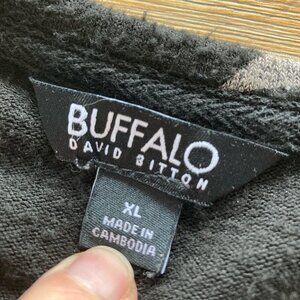 BUFFALO
DAVID BITTON
XL
MADE IN
CAMBODIA